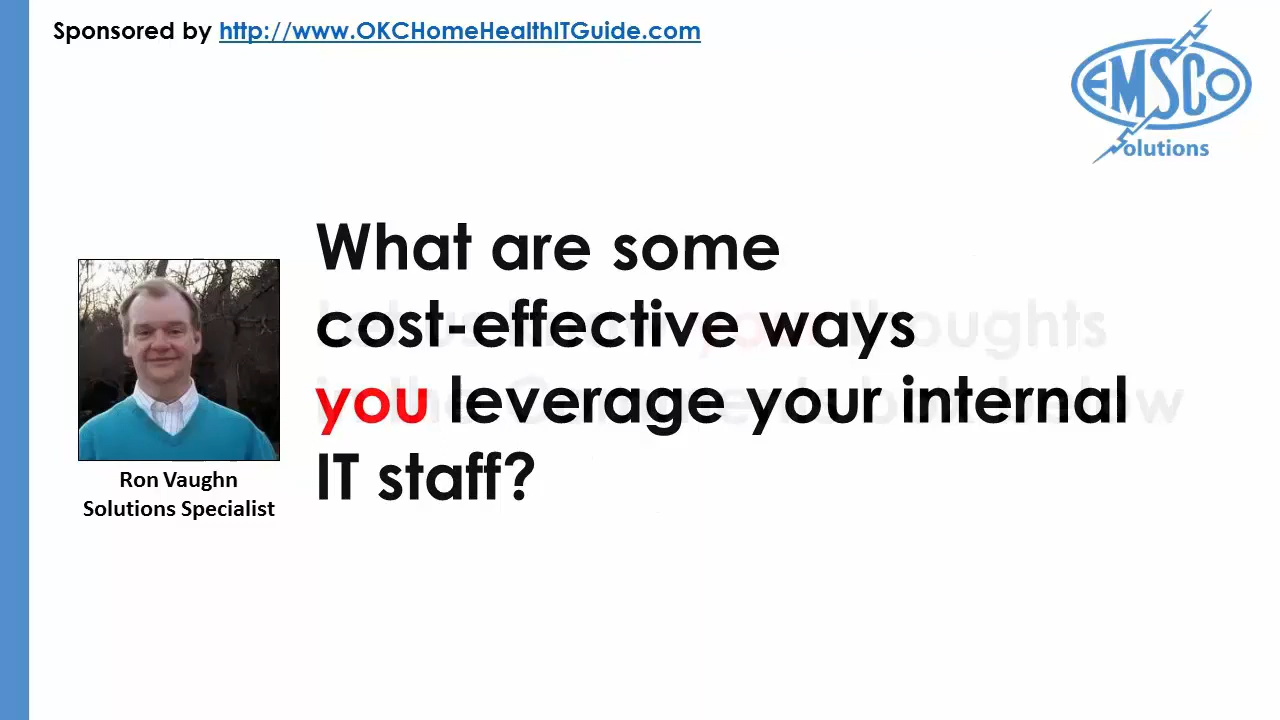 Sponsored by http://www.OKCHomeHealthITGuide.com
EMSCO
Solutions
What are some
cost-effective ways
you leverage your internal
IT staff?
Ron Vaughn
Solutions Specialist